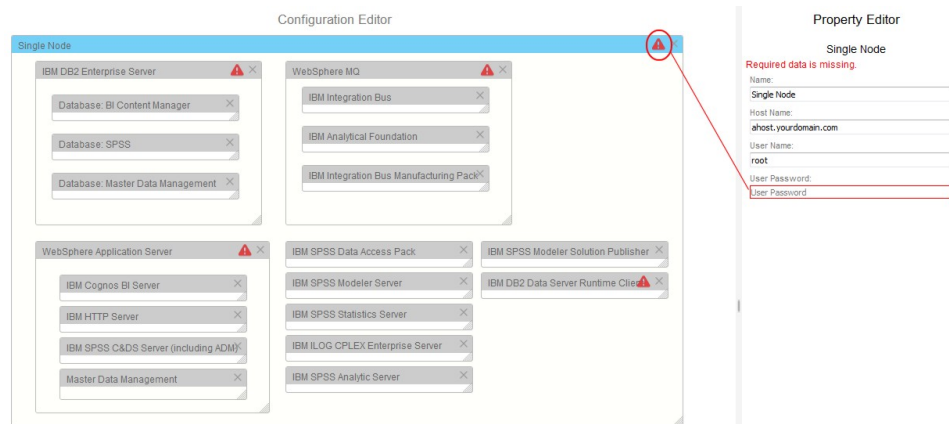 Configuration Editor
Property Editor
Single Node
Single Node
Required data is missing.
Name:
Single Node
Host Name:
ahost.yourdomain.com
User Name:
root
User Password:
User Password
IBM DB2 Enterprise Server
Database: BI Content Manager
Database: SPSS
Database: Master Data Management
WebSphere MQ
IBM Integration Bus
IBM Analytical Foundation
IBM Integration Bus Manufacturing Pack
WebSphere Application Server
IBM Cognos BI Server
IBM HTTP Server
IBM SPSS C&DS Server (including ADM)
Master Data Management
IBM SPSS Data Access Pack
IBM SPSS Modeler Server
IBM SPSS Statistics Server
IBM ILOG CPLEX Enterprise Server
IBM SPSS Analytic Server
IBM SPSS Modeler Solution Publisher
IBM DB2 Data Server Runtime Client